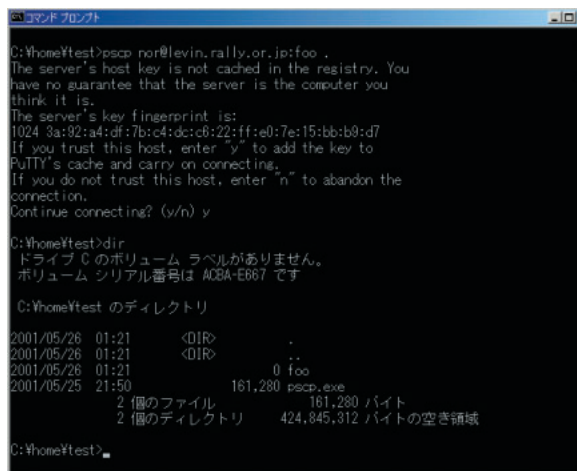 コマンド プロンプト
C:¥home¥test>pscp nor@levin.rally.or.jp:foo .
The server's host key is not cached in the registry. You
have no guarantee that the server is the computer you
think it is.
The server's key fingerprint is:
1024 3a:92:a4:df:7b:c4:dc:c6:22:ff:e0:7e:15:bb:b9:d7
If you trust this host, enter "y" to add the key to
PuTTY's cache and carry on connecting.
If you do not trust this host, enter "n" to abandon the
connection.
Continue connecting? (y/n) y
C:¥home¥test>dir
ドライブ C のボリューム ラベルがありません。
ボリューム シリアル番号は AC8A-E667 です
C:¥home¥test のディレクトリ
2001/05/26 01:21 <DIR> .
2001/05/26 01:21 <DIR> ..
2001/05/26 01:21 0 foo
2001/05/25 21:50 161,280 pscp.exe
2 個のファイル 161,280 バイト
2 個のディレクトリ 424,845,312 バイトの空き領域
C:¥home¥test>